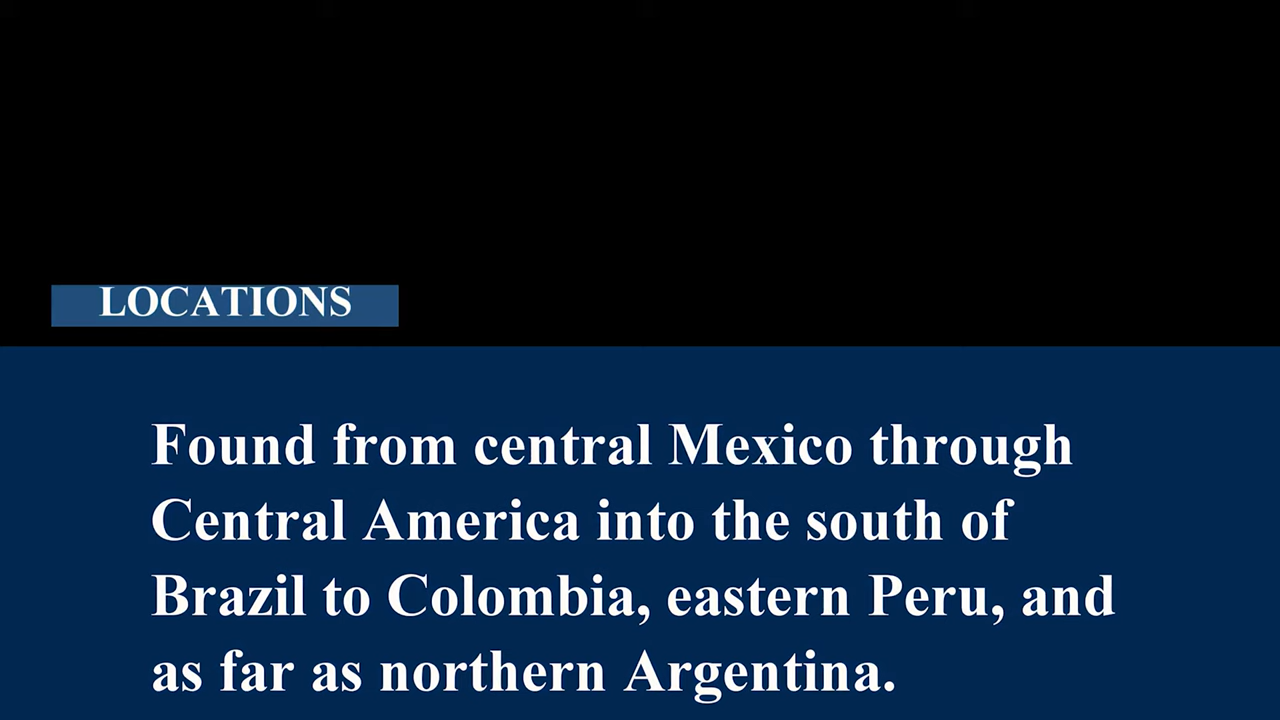 LOCATIONS
Found from central Mexico through
Central America into the south of
Brazil to Colombia, eastern Peru, and
as far as northern Argentina.